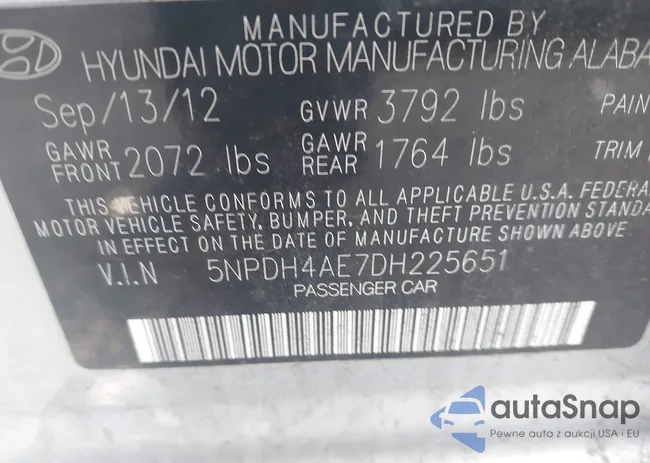 MANUFACTURED BY
HYUNDAI MOTOR MANUFACTURING ALABA
Sep/13/12 GVWR 3792 lbs PAIN
GAWR FRONT 2072 lbs GAWR REAR 1764 lbs TRIM
THIS VEHICLE CONFORMS TO ALL APPLICABLE U.S.A. FEDERA
MOTOR VEHICLE SAFETY, BUMPER, AND THEFT PREVENTION STANDA
IN EFFECT ON THE DATE OF MANUFACTURE SHOWN ABOVE.
V.I.N 5NPDH4AE7DH225651
PASSENGER CAR
autaSnap
Pewne auta z aukcji USA i EU